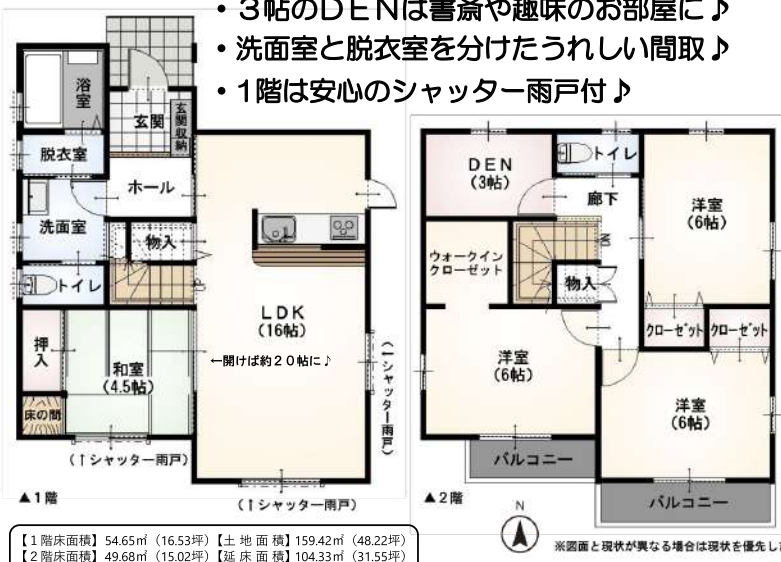 ・３帖のＤＥＮは書斎や趣味のお部屋に♪
・洗面室と脱衣室を分けたうれしい間取♪
・1階は安心のシャッター雨戸付♪
浴室
玄関
玄関収納
脱衣室
ホール
洗面室
物入
トイレ
LDK
(16帖)
押入
和室
(4.5帖)
←開けば約２０帖に♪
床の間
(↑シャッター雨戸)
(↑シャッター雨戸)
(↑シャッター雨戸)
▲1階
DEN
(3帖)
トイレ
廊下
洋室
(6帖)
ウォークイン
クローゼット
DN
物入
クローゼット
クローゼット
洋室
(6帖)
洋室
(6帖)
バルコニー
バルコニー
▲2階
N
【１階床面積】54.65㎡（16.53坪）【土 地 面 積】159.42㎡（48.22坪）
【２階床面積】49.68㎡（15.02坪）【延 床 面 積】104.33㎡（31.55坪）
※図面と現状が異なる場合は現状を優先し